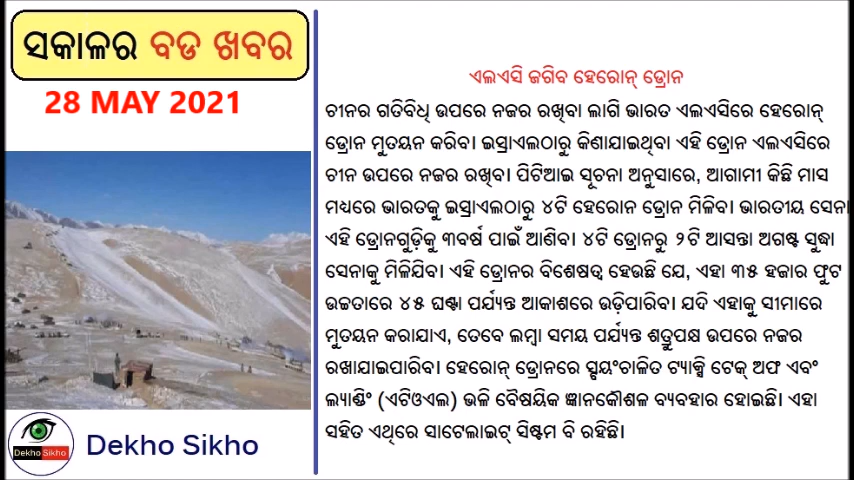 ସକାଳର ବଡ ଖବର
28 MAY 2021
Dekho Sikho
Dekho Sikho
ଏଲଏସି ଜଗିବ ହେରୋନ୍ ଡ୍ରୋନ
ଚୀନର ଗତିବିଧି ଉପରେ ନଜର ରଖିବା ଲାଗି ଭାରତ ଏଲଏସିରେ ହେରୋନ୍
ଡ୍ରୋନ ମୁତୟନ କରିବ। ଇସ୍ରାଏଲଠାରୁ କିଣାଯାଇଥିବା ଏହି ଡ୍ରୋନ ଏଲଏସିରେ
ଚୀନ ଉପରେ ନଜର ରଖିବ। ପିଟିଆଇ ସୂଚନା ଅନୁସାରେ, ଆଗାମୀ କିଛି ମାସ
ମଧ୍ୟରେ ଭାରତକୁ ଇସ୍ରାଏଲଠାରୁ ୪ଟି ହେରୋନ ଡ୍ରୋନ ମିଳିବ। ଭାରତୀୟ ସେନା
ଏହି ଡ୍ରୋନଗୁଡ଼ିକୁ ୩ବର୍ଷ ପାଇଁ ଆଣିବ। ୪ଟି ଡ୍ରୋନରୁ ୨ଟି ଆସନ୍ତା ଅଗଷ୍ଟ ସୁଦ୍ଧା
ସେନାକୁ ମିଳିଯିବ। ଏହି ଡ୍ରୋନର ବିଶେଷତ୍ୱ ହେଉଛି ଯେ, ଏହା ୩୫ ହଜାର ଫୁଟ
ଉଚ୍ଚତାରେ ୪୫ ଘଣ୍ଟା ପର୍ଯ୍ୟନ୍ତ ଆକାଶରେ ଉଡ଼ିପାରିବ। ଯଦି ଏହାକୁ ସୀମାରେ
ମୁତୟନ କରାଯାଏ, ତେବେ ଲମ୍ବା ସମୟ ପର୍ଯ୍ୟନ୍ତ ଶତ୍ରୁପକ୍ଷ ଉପରେ ନଜର
ରଖାଯାଇପାରିବ। ହେରୋନ୍ ଡ୍ରୋନରେ ସ୍ବୟଂଚାଳିତ ଟ୍ୟାକ୍ସି ଟେକ୍ ଅଫ ଏବଂ
ଲ୍ୟାଣ୍ଡିଂ (ଏଟିଓଏଲ) ଭଳି ବୈଷୟିକ ଜ୍ଞାନକୌଶଳ ବ୍ୟବହାର ହୋଇଛି। ଏହା
ସହିତ ଏଥିରେ ସାଟେଲାଇଟ୍ ସିଷ୍ଟମ ବି ରହିଛି।